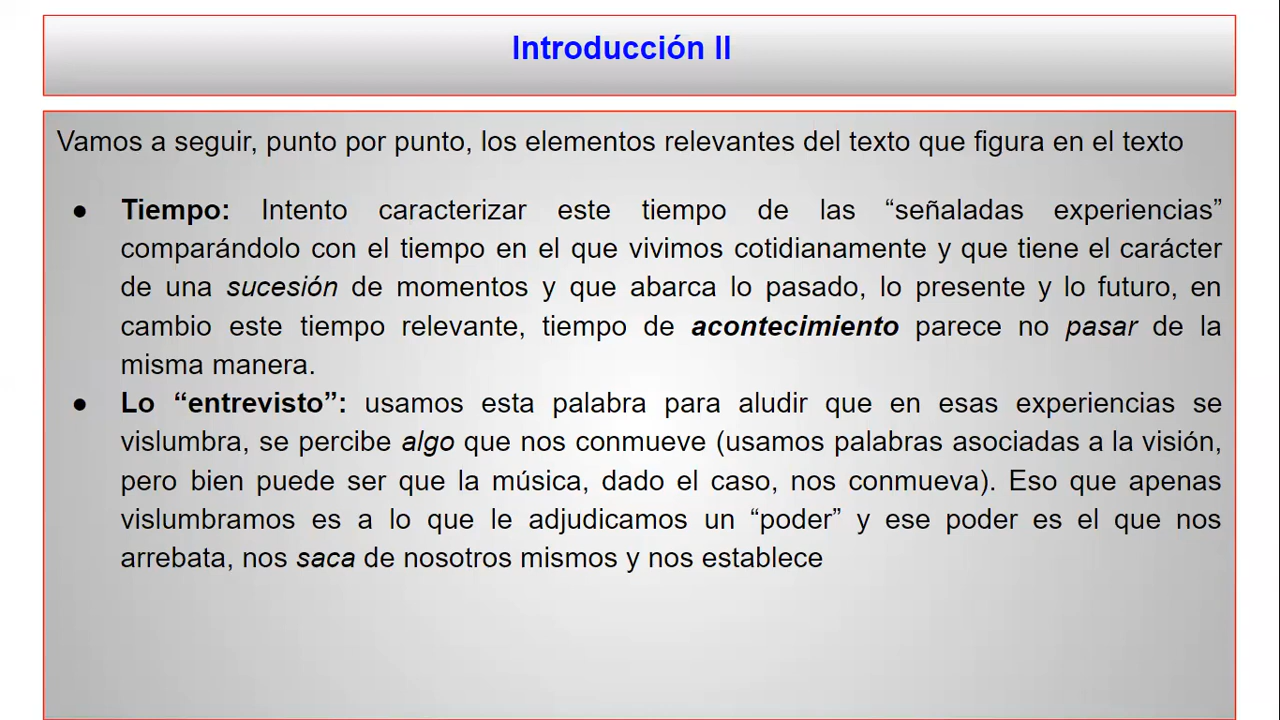 Introducción II
Vamos a seguir, punto por punto, los elementos relevantes del texto que figura en el texto
● Tiempo: Intento caracterizar este tiempo de las “señaladas experiencias”
comparándolo con el tiempo en el que vivimos cotidianamente y que tiene el carácter
de una sucesión de momentos y que abarca lo pasado, lo presente y lo futuro, en
cambio este tiempo relevante, tiempo de acontecimiento parece no pasar de la
misma manera.
● Lo “entrevisto”: usamos esta palabra para aludir que en esas experiencias se
vislumbra, se percibe algo que nos conmueve (usamos palabras asociadas a la visión,
pero bien puede ser que la música, dado el caso, nos conmueva). Eso que apenas
vislumbramos es a lo que le adjudicamos un “poder” y ese poder es el que nos
arrebata, nos saca de nosotros mismos y nos establece